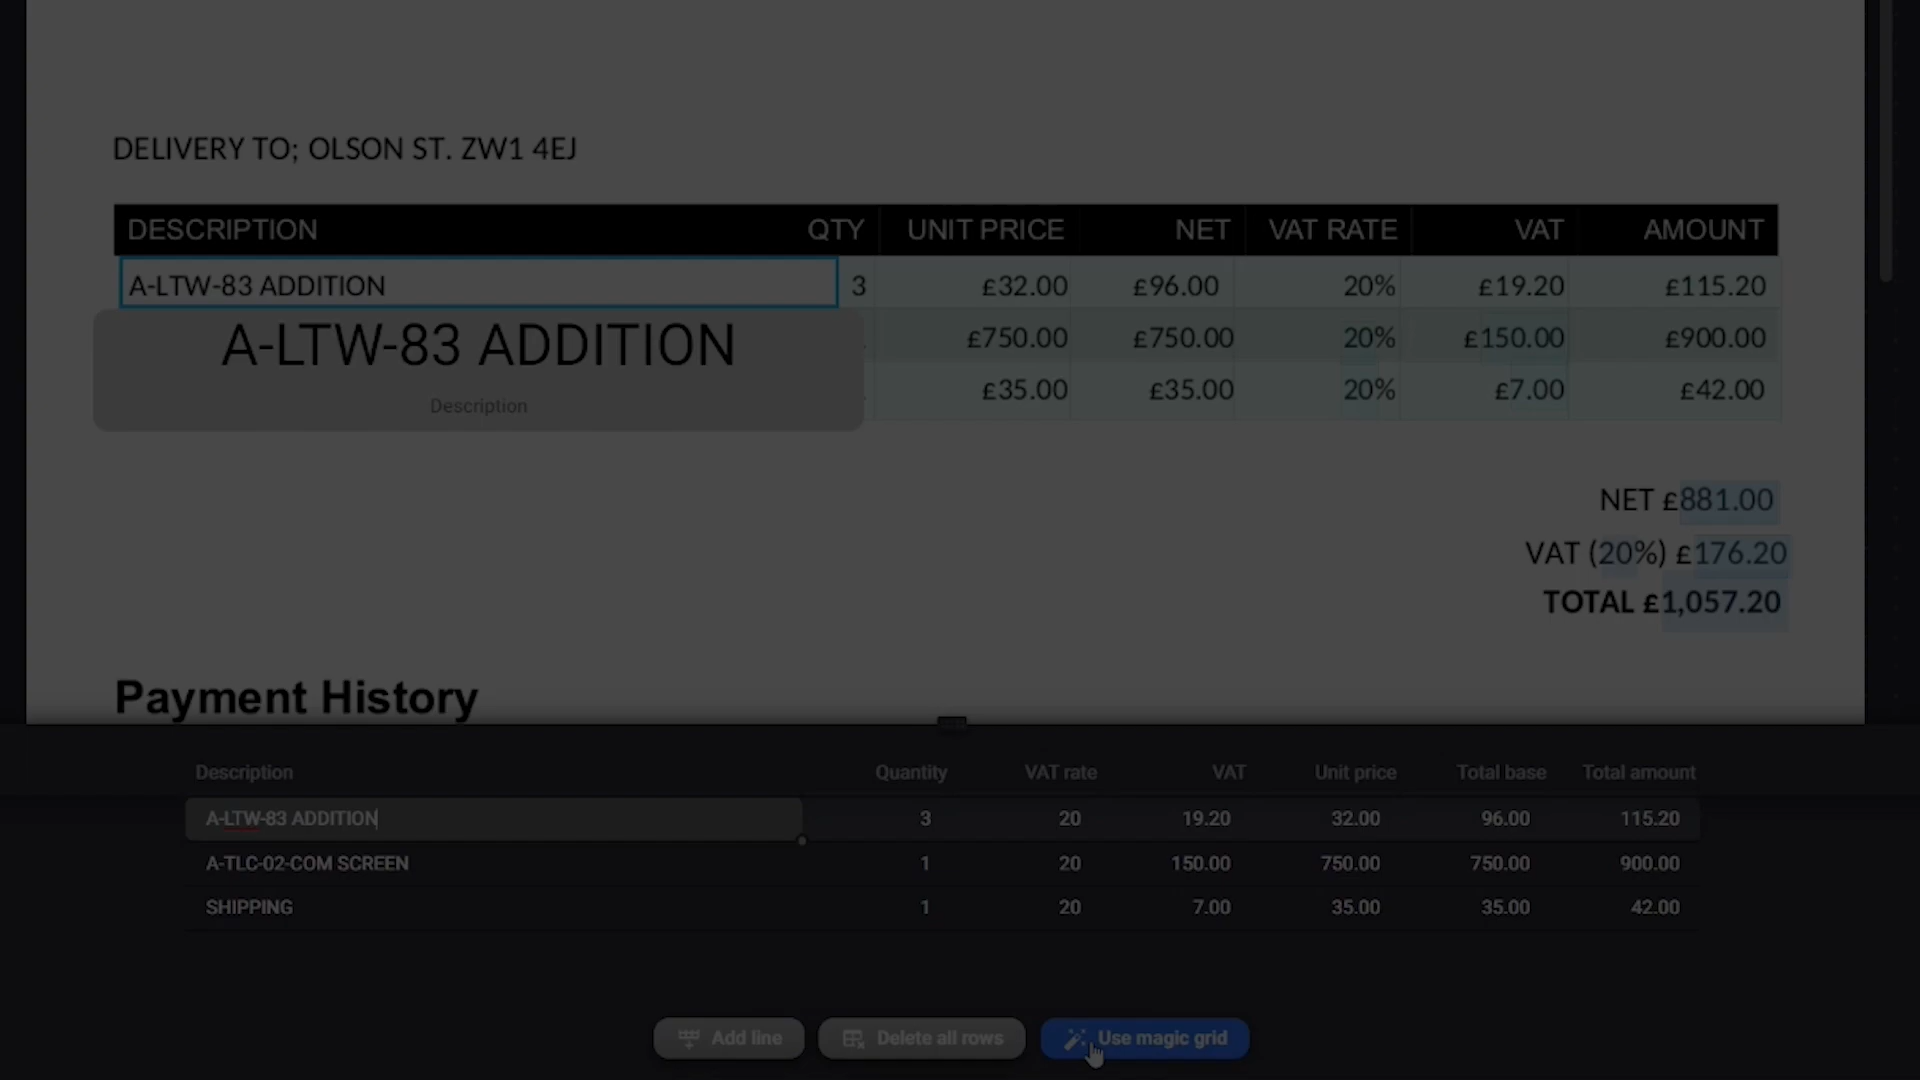 DELIVERY TO; OLSON ST. ZW1 4EJ
DESCRIPTION QTY UNIT PRICE NET VAT RATE VAT AMOUNT
A-LTW-83 ADDITION 3 £32.00 £96.00 20% £19.20 £115.20
A-LTW-83 ADDITION £750.00 £750.00 20% £150.00 £900.00
Description £35.00 £35.00 20% £7.00 £42.00
NET £881.00
VAT (20%) £176.20
TOTAL £1,057.20
Payment History
Description Quantity VAT rate VAT Unit price Total base Total amount
A-LTW-83 ADDITION 3 20 19.20 32.00 96.00 115.20
A-TLC-02-COM SCREEN 1 20 150.00 750.00 750.00 900.00
SHIPPING 1 20 7.00 35.00 35.00 42.00
Add line Delete all rows Use magic grid